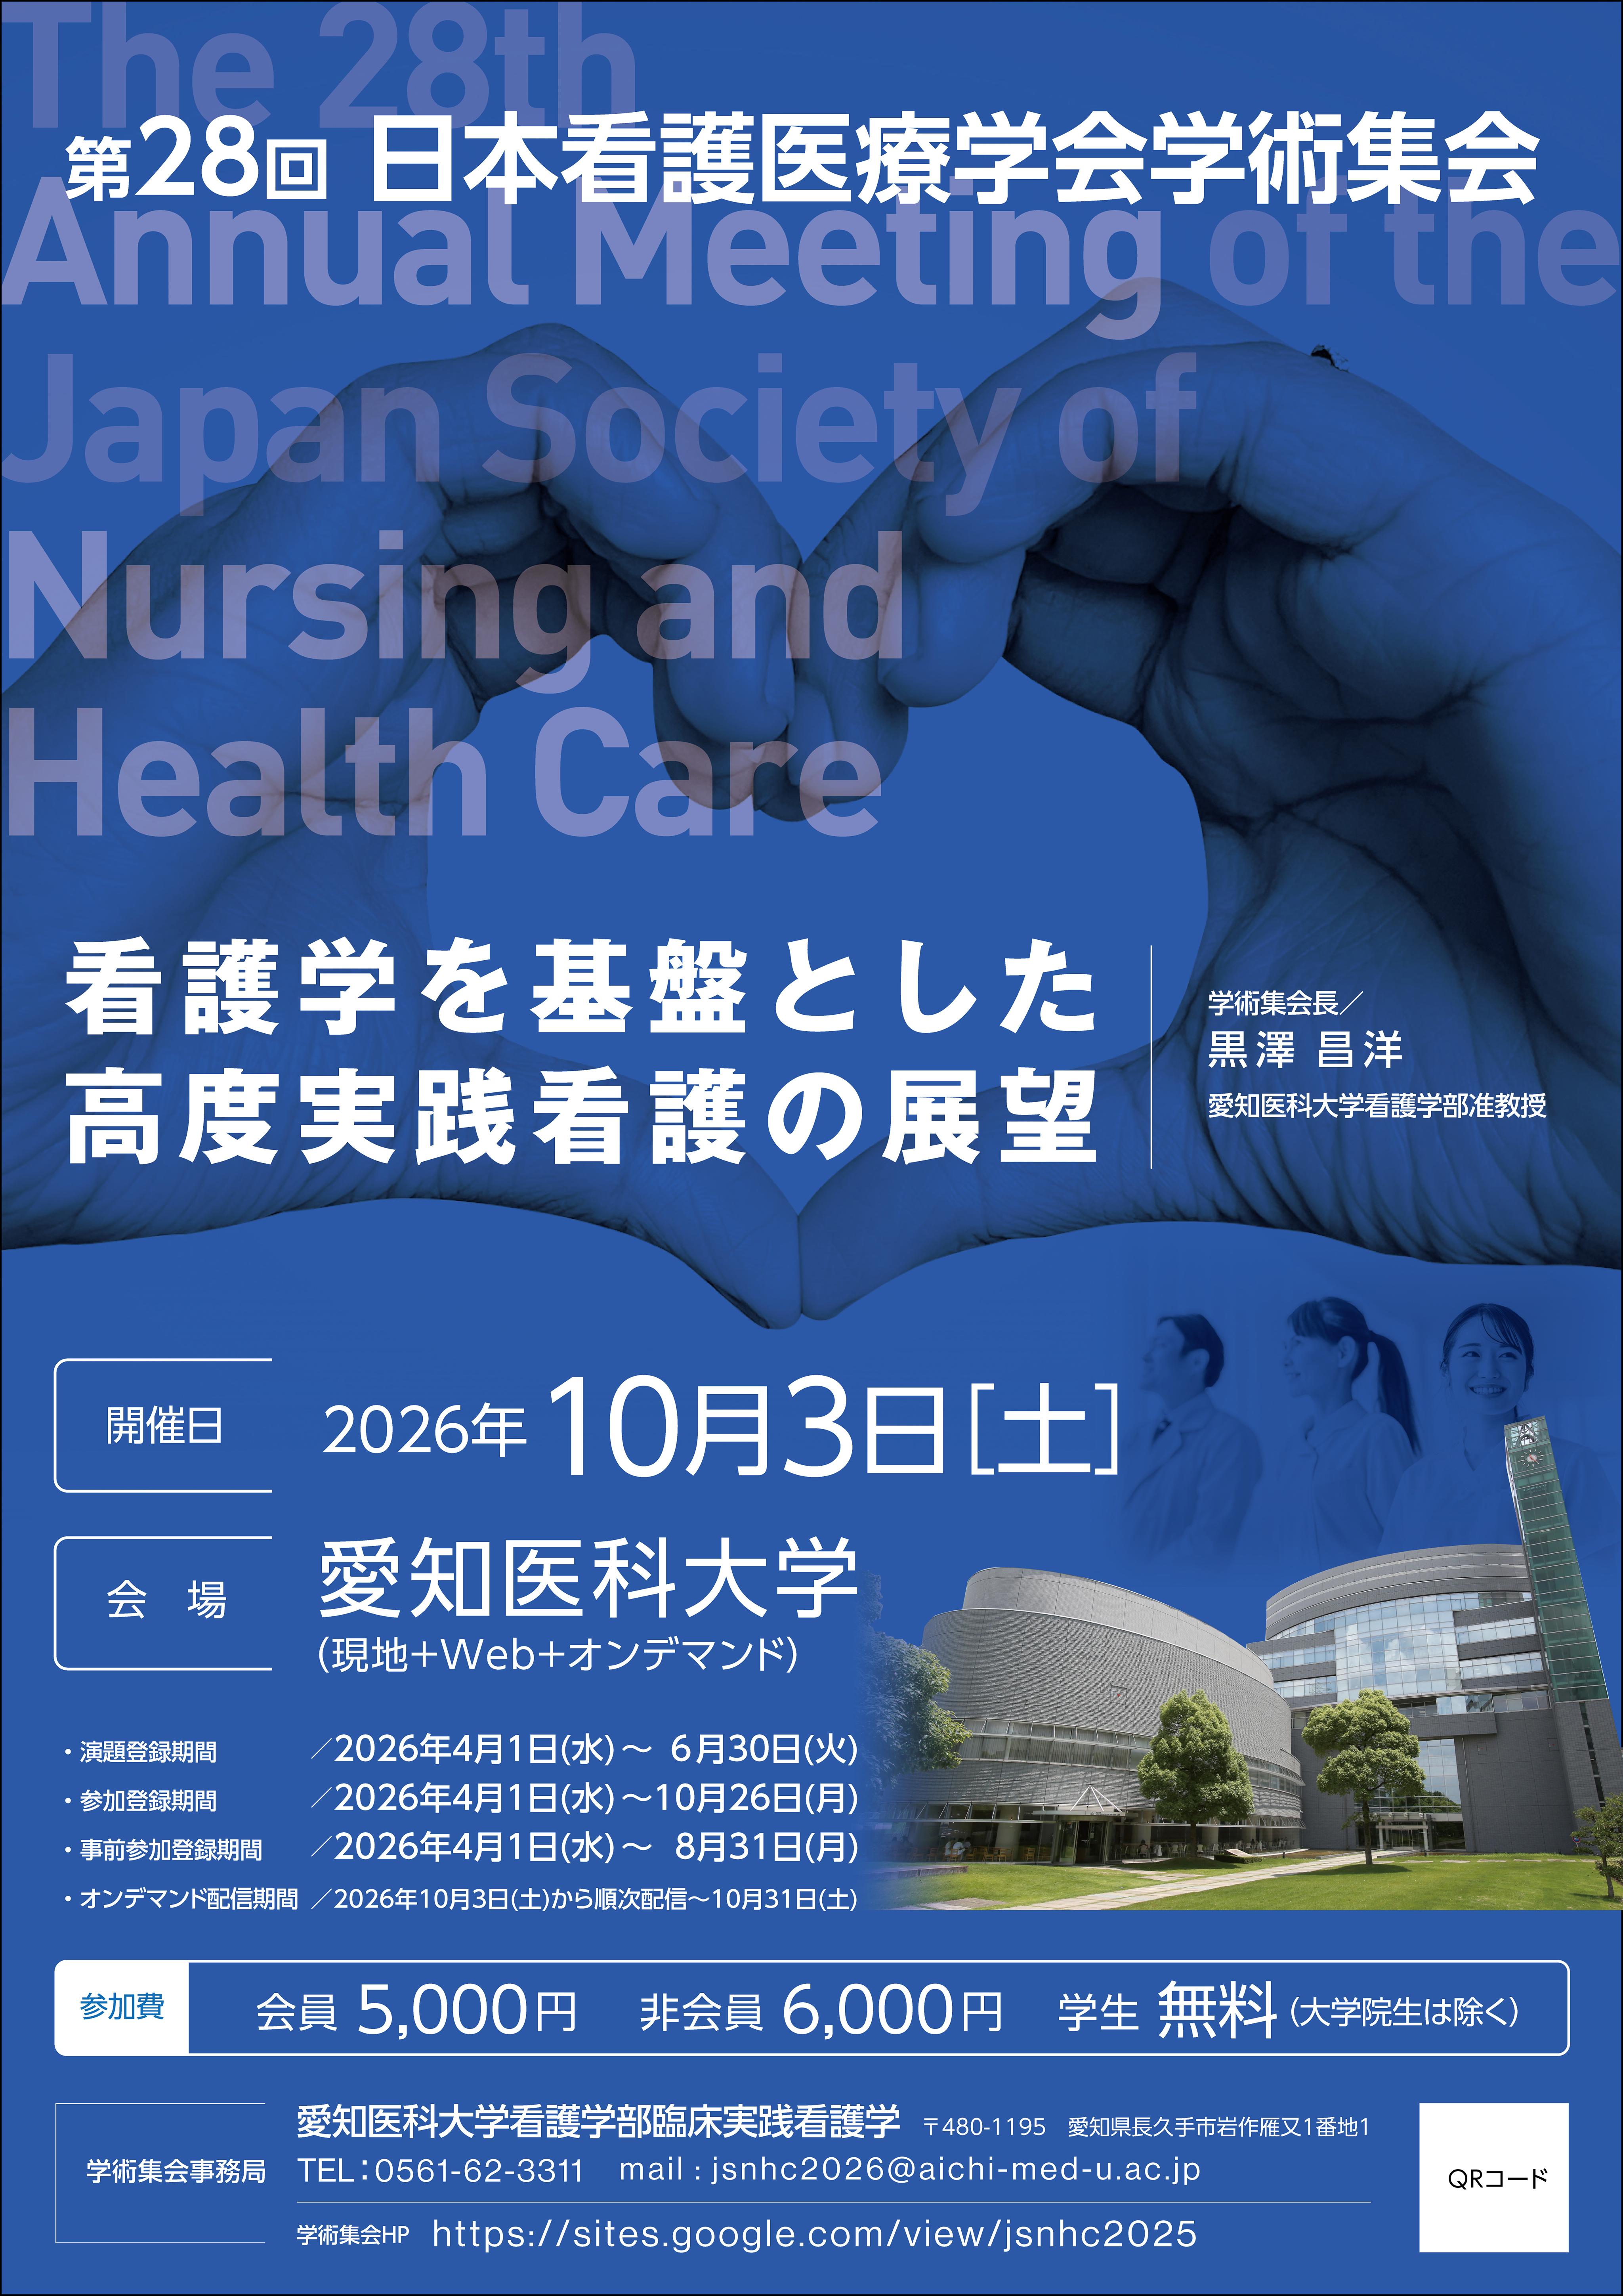 The 28th
Annual Meeting of the
Japan Society of
Nursing and
Health Care
第28回 日本看護医療学会学術集会
看護学を基盤とした
高度実践看護の展望
学術集会長／
黒澤 昌洋
愛知医科大学看護学部准教授
開催日 2026年10月3日［土］
会 場 愛知医科大学
（現地+Web+オンデマンド）
・演題登録期間 ／2026年4月1日(水)～ 6月30日(火)
・参加登録期間 ／2026年4月1日(水)～10月26日(月)
・事前参加登録期間 ／2026年4月1日(水)～ 8月31日(月)
・オンデマンド配信期間 ／2026年10月3日(土)から順次配信～10月31日(土)
参加費 会員 5,000円 非会員 6,000円 学生 無料（大学院生は除く）
学術集会事務局
愛知医科大学看護学部臨床実践看護学 〒480-1195 愛知県長久手市岩作雁又1番地1
TEL：0561-62-3311 mail : jsnhc2026@aichi-med-u.ac.jp
学術集会HP https://sites.google.com/view/jsnhc2025
QRコード